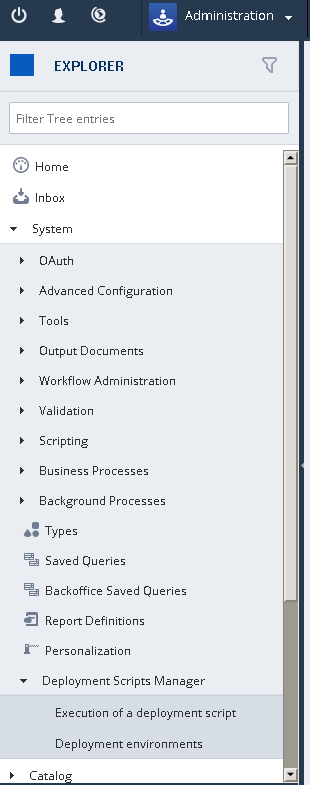 Administration
EXPLORER
Filter Tree entries
Home
Inbox
System
OAuth
Advanced Configuration
Tools
Output Documents
Workflow Administration
Validation
Scripting
Business Processes
Background Processes
Types
Saved Queries
Backoffice Saved Queries
Report Definitions
Personalization
Deployment Scripts Manager
Execution of a deployment script
Deployment environments
Catalog